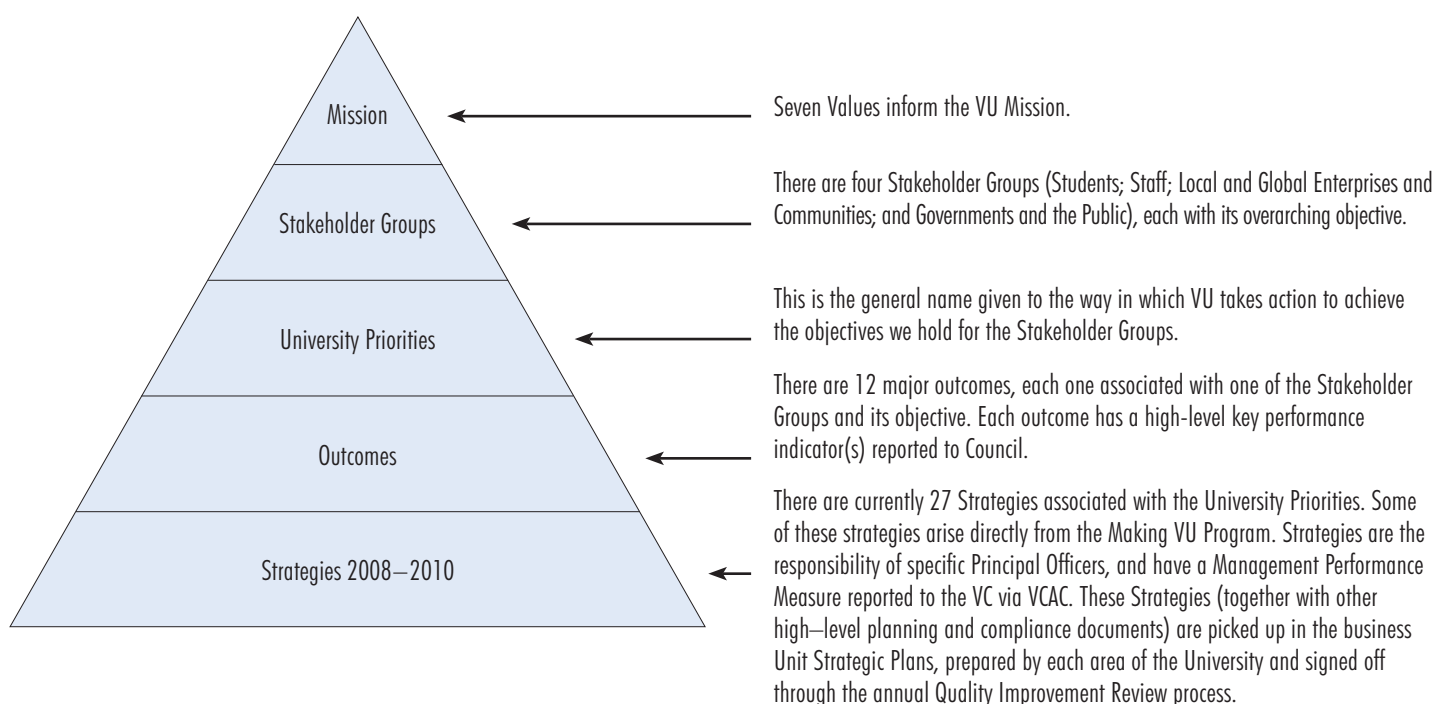 Mission
Seven Values inform the VU Mission.
Stakeholder Groups
There are four Stakeholder Groups (Students; Staff; Local and Global Enterprises and
Communities; and Governments and the Public), each with its overarching objective.
University Priorities
This is the general name given to the way in which VU takes action to achieve
the objectives we hold for the Stakeholder Groups.
Outcomes
There are 12 major outcomes, each one associated with one of the Stakeholder
Groups and its objective. Each outcome has a high-level key performance
indicator(s) reported to Council.
Strategies 2008–2010
There are currently 27 Strategies associated with the University Priorities. Some
of these strategies arise directly from the Making VU Program. Strategies are the
responsibility of specific Principal Officers, and have a Management Performance
Measure reported to the VC via VCAC. These Strategies (together with other
high–level planning and compliance documents) are picked up in the business
Unit Strategic Plans, prepared by each area of the University and signed off
through the annual Quality Improvement Review process.